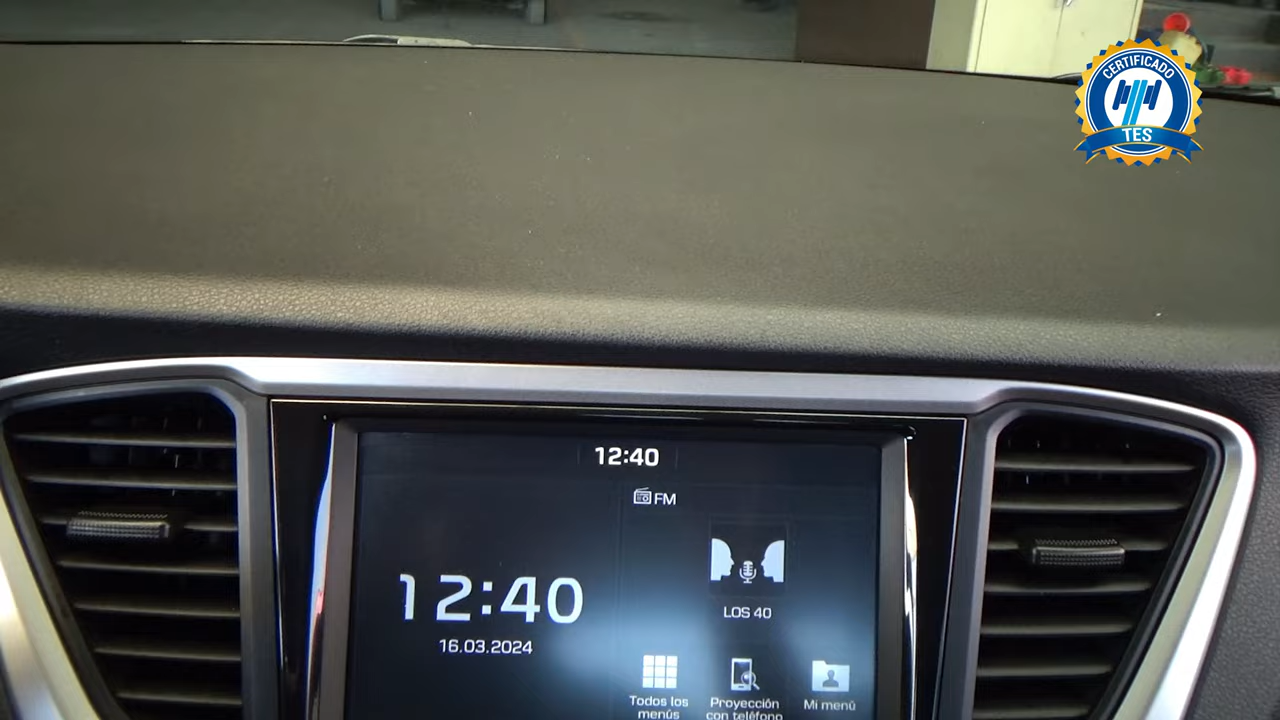 CERTIFICADO
TES
12:40
FM
12:40
16.03.2024
LOS 40
Todos los
menús
Proyección
con teléfono
Mi menú